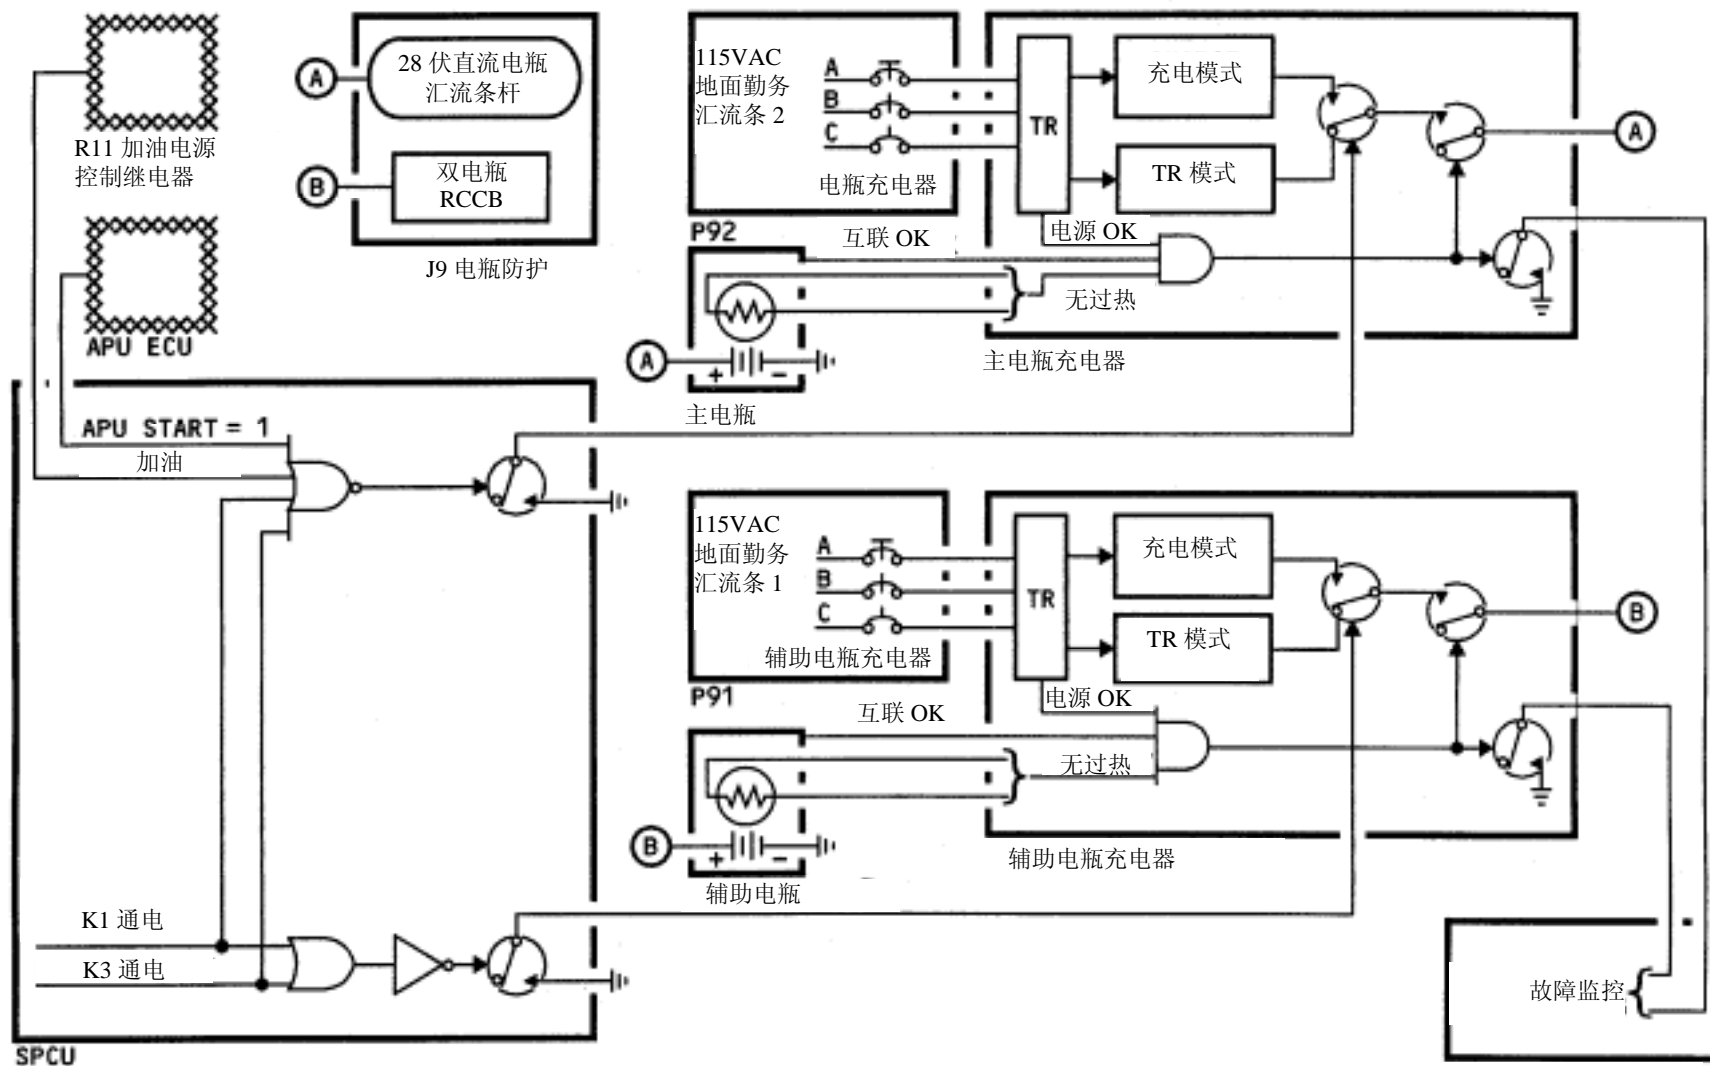 R11 加油电源
控制继电器
APU ECU
A
28 伏直流电瓶
汇流条杆
B
双电瓶
RCCB
J9 电瓶防护
115VAC
地面勤务
汇流条 2
A
B
C
电瓶充电器
P92
TR
充电模式
TR 模式
A
互联 OK
电源 OK
无过热
主电瓶充电器
A
+
-
主电瓶
APU START = 1
加油
K1 通电
K3 通电
SPCU
115VAC
地面勤务
汇流条 1
A
B
C
辅助电瓶充电器
P91
TR
充电模式
TR 模式
B
互联 OK
电源 OK
无过热
辅助电瓶充电器
B
+
-
辅助电瓶
故障监控